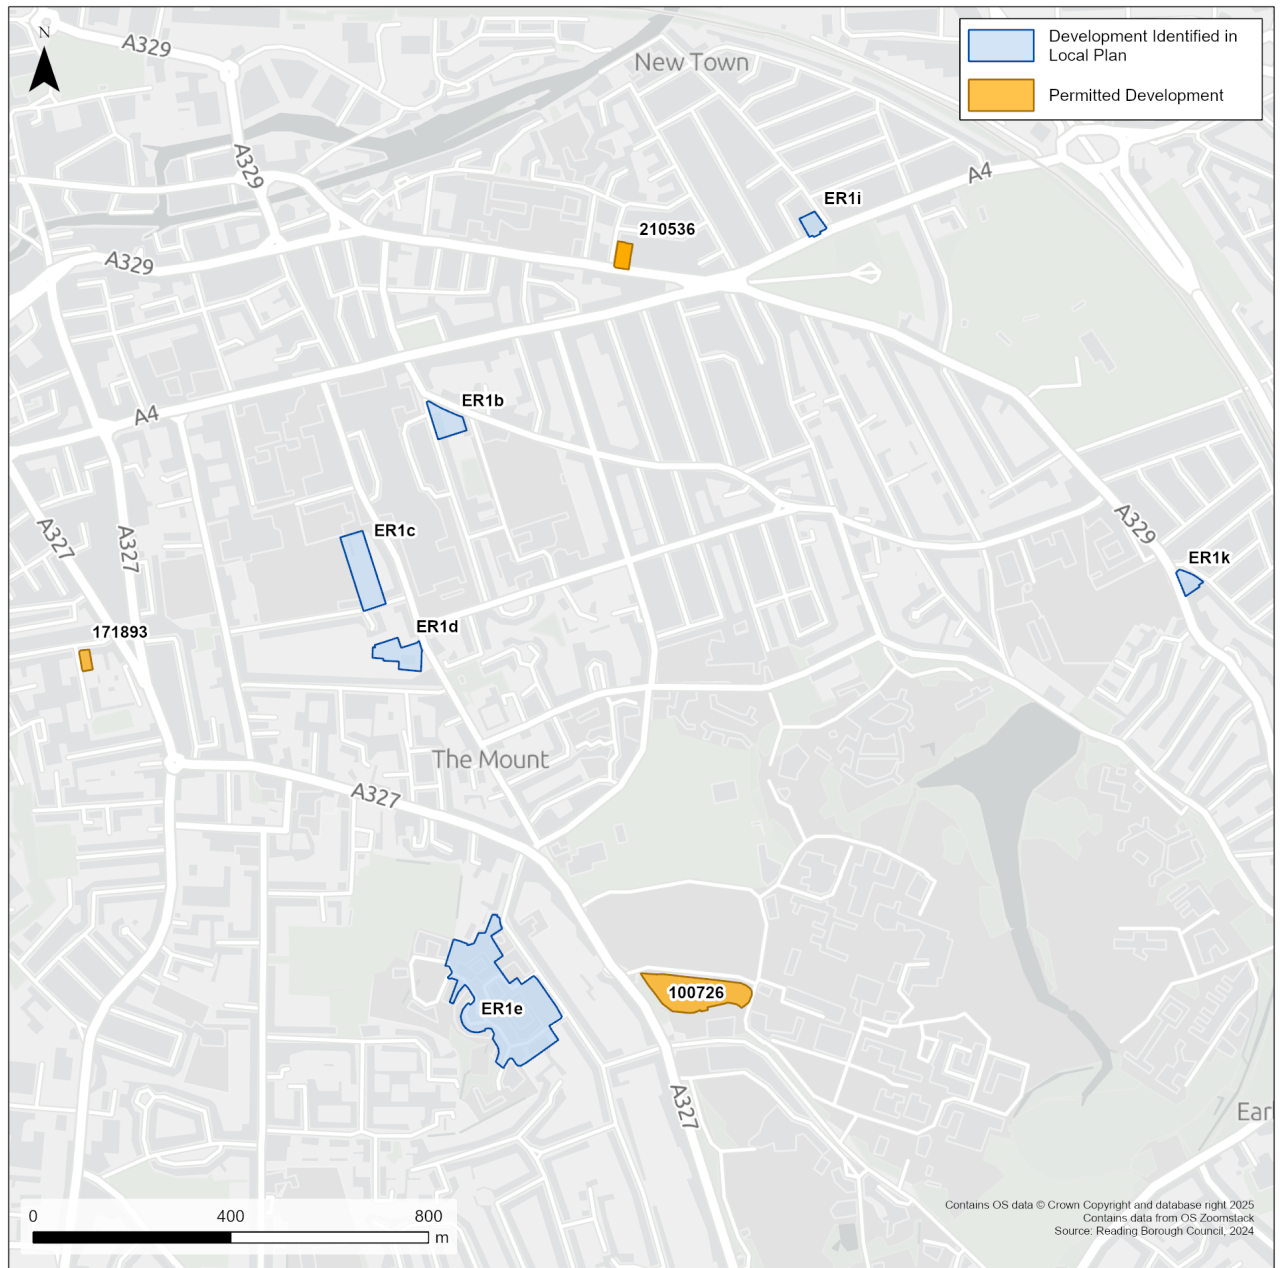 N
A329
New Town
Development Identified in
Local Plan
Permitted Development
A329
A4
ER1i
210536
A329
ER1b
A4
ER1c
A327
A327
A329
ER1k
ER1d
171893
The Mount
A327
100726
ER1e
A327
Earl
0 400 800 m
Contains OS data © Crown Copyright and database right 2025
Contains data from OS Zoomstack
Source: Reading Borough Council, 2024